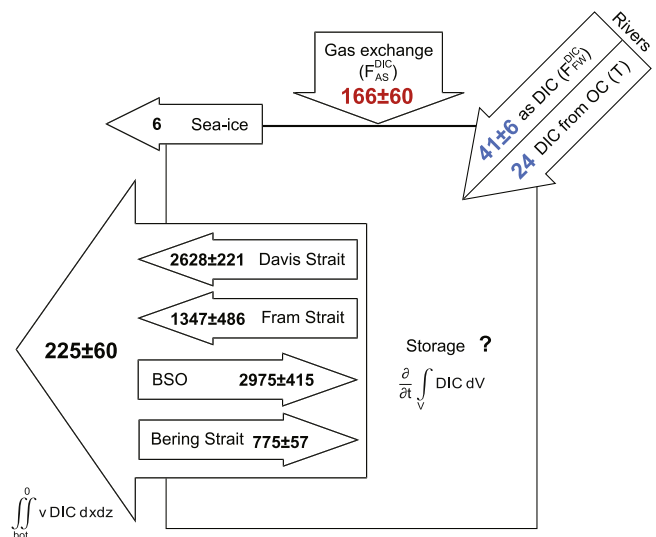 Rivers
Gas exchange
(F_AS^DIC)
166±60
41±6 as DIC (F_FW^DIC)
24 DIC from OC (T)
6 Sea-ice
2628±221 Davis Strait
1347±486 Fram Strait
225±60
BSO 2975±415
Bering Strait 775±57
Storage ?
∂/∂t ∫_V DIC dV
∬_bot^0 v DIC dxdz